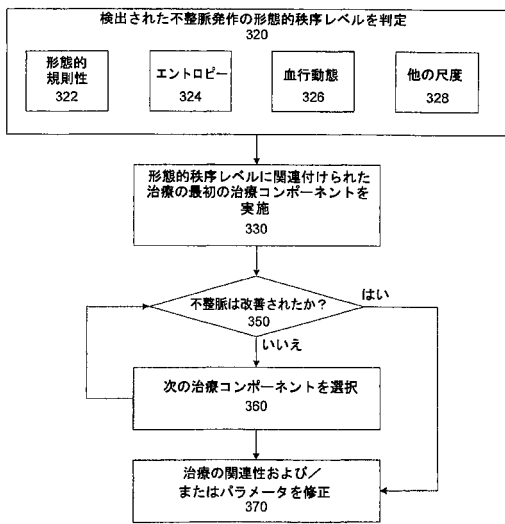 検出された不整脈発作の形態的秩序レベルを判定
320
形態的
規則性
322
エントロピー
324
血行動態
326
他の尺度
328
形態的秩序レベルに関連付けられた
治療の最初の治療コンポーネントを
実施
330
不整脈は改善されたか？
350
はい
いいえ
次の治療コンポーネントを選択
360
治療の関連性および／
またはパラメータを修正
370